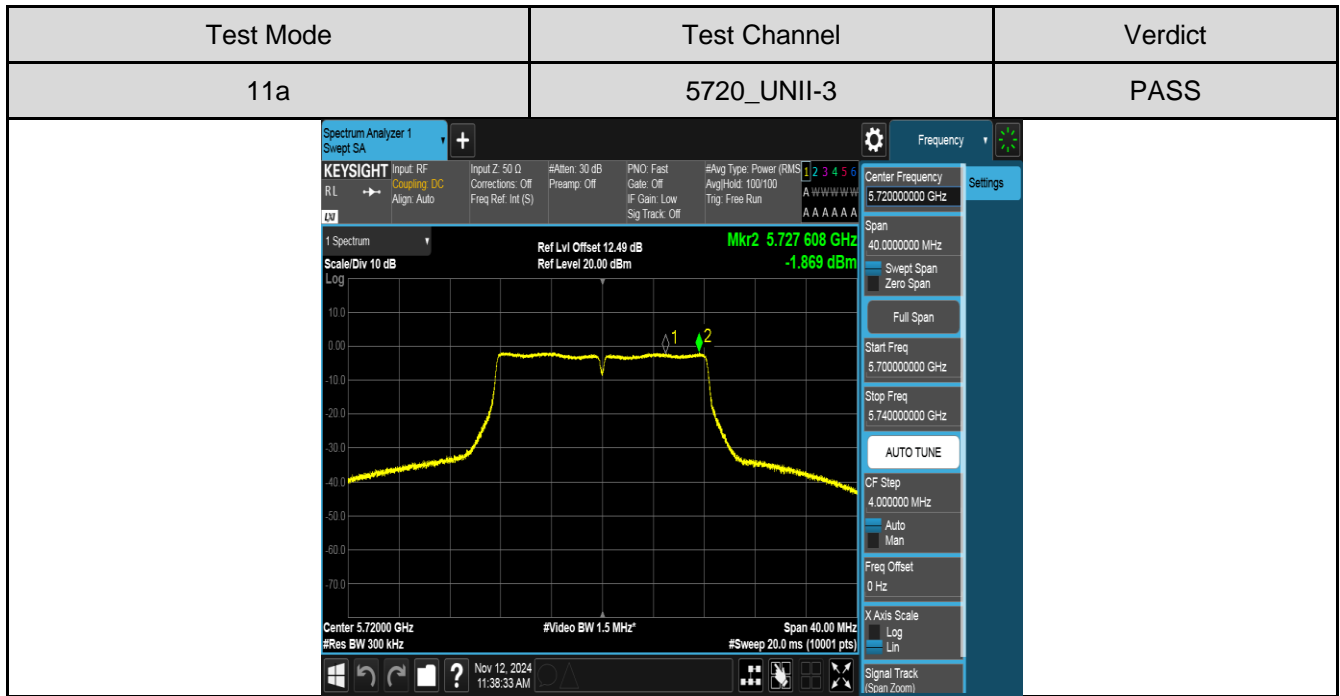 Test Mode
Test Channel
Verdict
11a
5720_UNII-3
PASS
Spectrum Analyzer 1
Swept SA
Frequency
KEYSIGHT
RL
LXI
Input: RF
Coupling: DC
Align: Auto
Input Z: 50 Ω
Corrections: Off
Freq Ref: Int (S)
#Atten: 30 dB
Preamp: Off
PNO: Fast
Gate: Off
IF Gain: Low
Sig Track: Off
#Avg Type: Power (RMS
Avg|Hold: 100/100
Trig: Free Run
1 2 3 4 5 6
A W W W W W
A A A A A A
1 Spectrum
Scale/Div 10 dB
Log
Ref Lvl Offset 12.49 dB
Ref Level 20.00 dBm
Mkr2 5.727 608 GHz
-1.869 dBm
10.0
0.00
-10.0
-20.0
-30.0
-40.0
-50.0
-60.0
-70.0
1
2
Center 5.72000 GHz
#Res BW 300 kHz
#Video BW 1.5 MHz*
Span 40.00 MHz
#Sweep 20.0 ms (10001 pts)
?
Nov 12, 2024
11:38:33 AM
Center Frequency
5.720000000 GHz
Settings
Span
40.0000000 MHz
Swept Span
Zero Span
Full Span
Start Freq
5.700000000 GHz
Stop Freq
5.740000000 GHz
AUTO TUNE
CF Step
4.000000 MHz
Auto
Man
Freq Offset
0 Hz
X Axis Scale
Log
Lin
Signal Track
(Span Zoom)